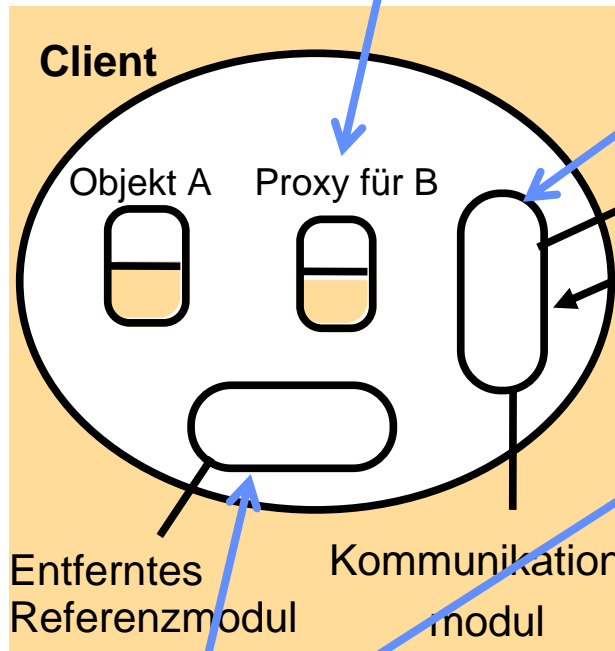 Client
Objekt A
Proxy für B
Entferntes
Referenzmodul
Kommunikation
modul